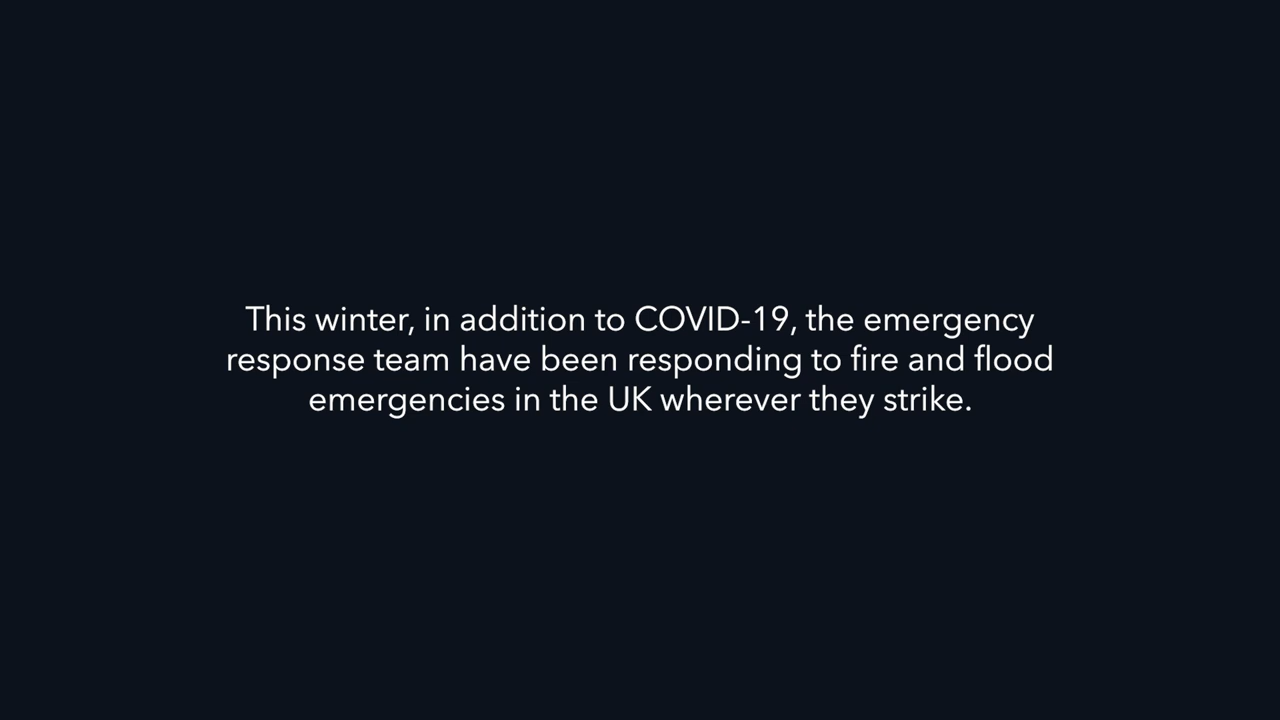 This winter, in addition to COVID-19, the emergency
response team have been responding to fire and flood
emergencies in the UK wherever they strike.